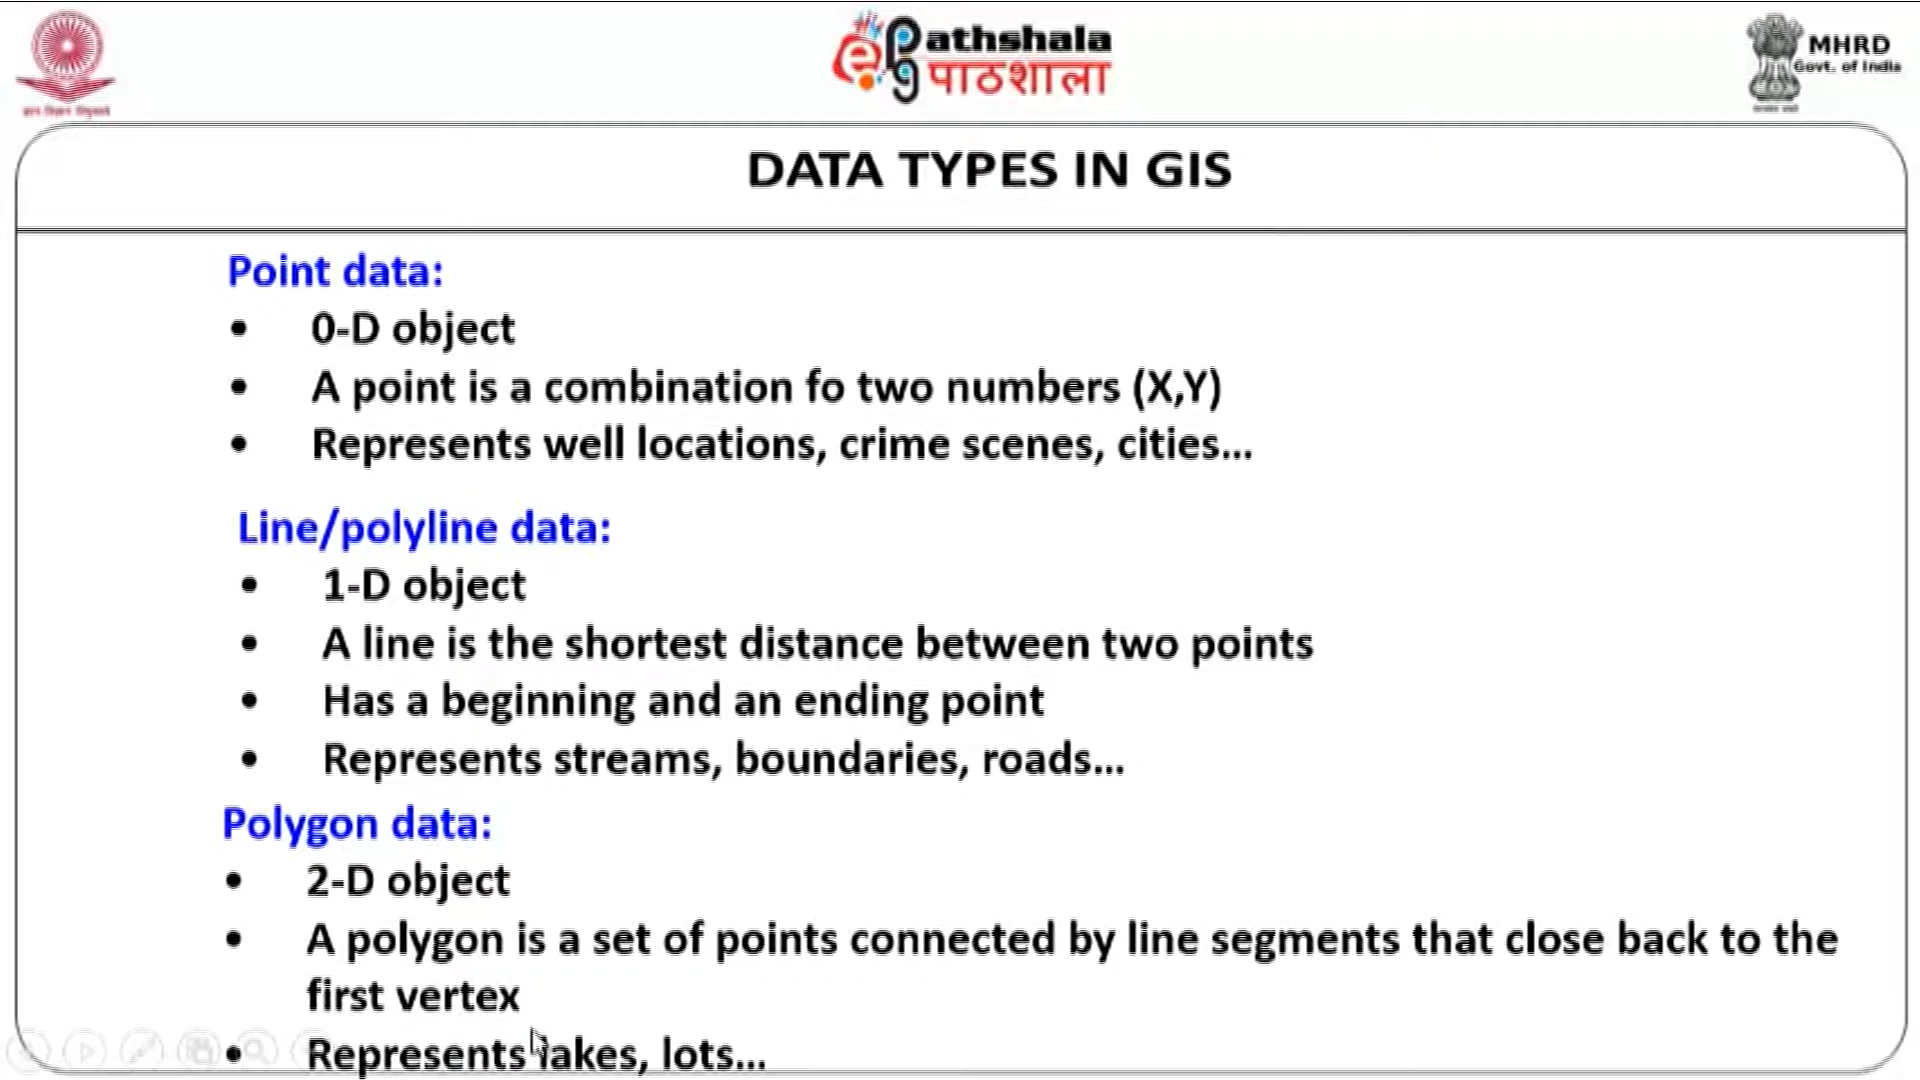 ePathshala
पाठशाला
MHRD
Govt. of India
DATA TYPES IN GIS
Point data:
• 0-D object
• A point is a combination fo two numbers (X,Y)
• Represents well locations, crime scenes, cities...
Line/polyline data:
• 1-D object
• A line is the shortest distance between two points
• Has a beginning and an ending point
• Represents streams, boundaries, roads...
Polygon data:
• 2-D object
• A polygon is a set of points connected by line segments that close back to the
first vertex
• Represents lakes, lots...